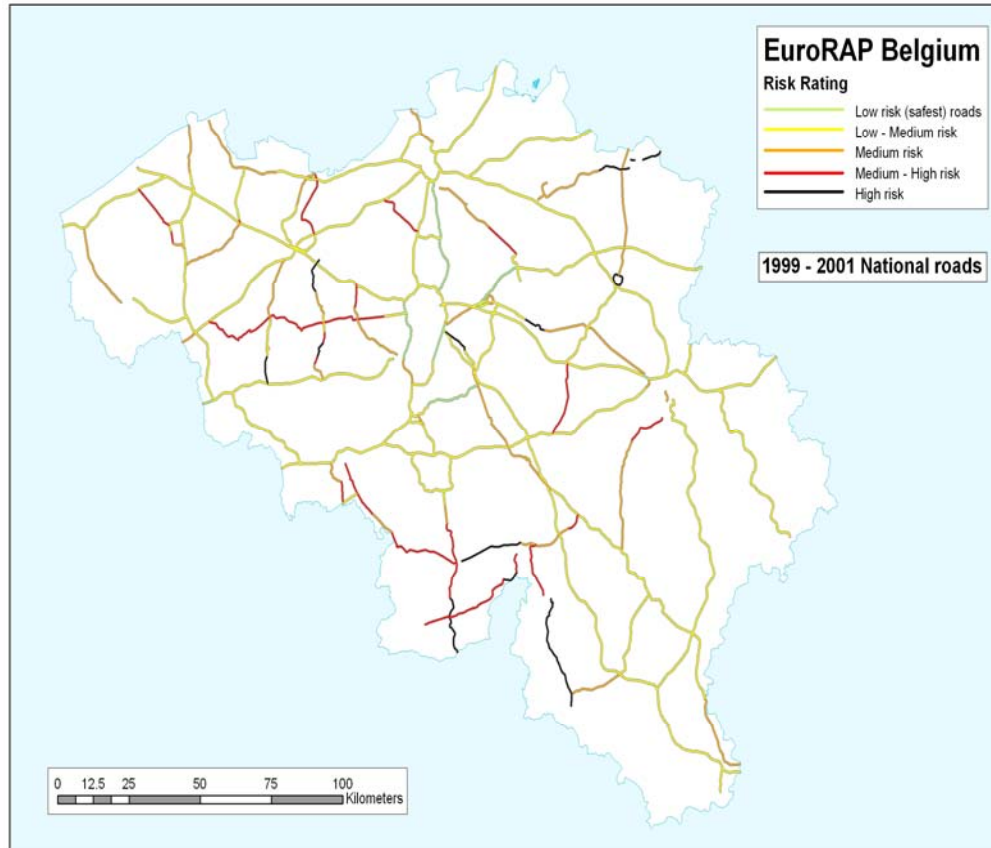 EuroRAP Belgium
Risk Rating
Low risk (safest) roads
Low - Medium risk
Medium risk
Medium - High risk
High risk
1999 - 2001 National roads
0 12.5 25 50 75 100
Kilometers